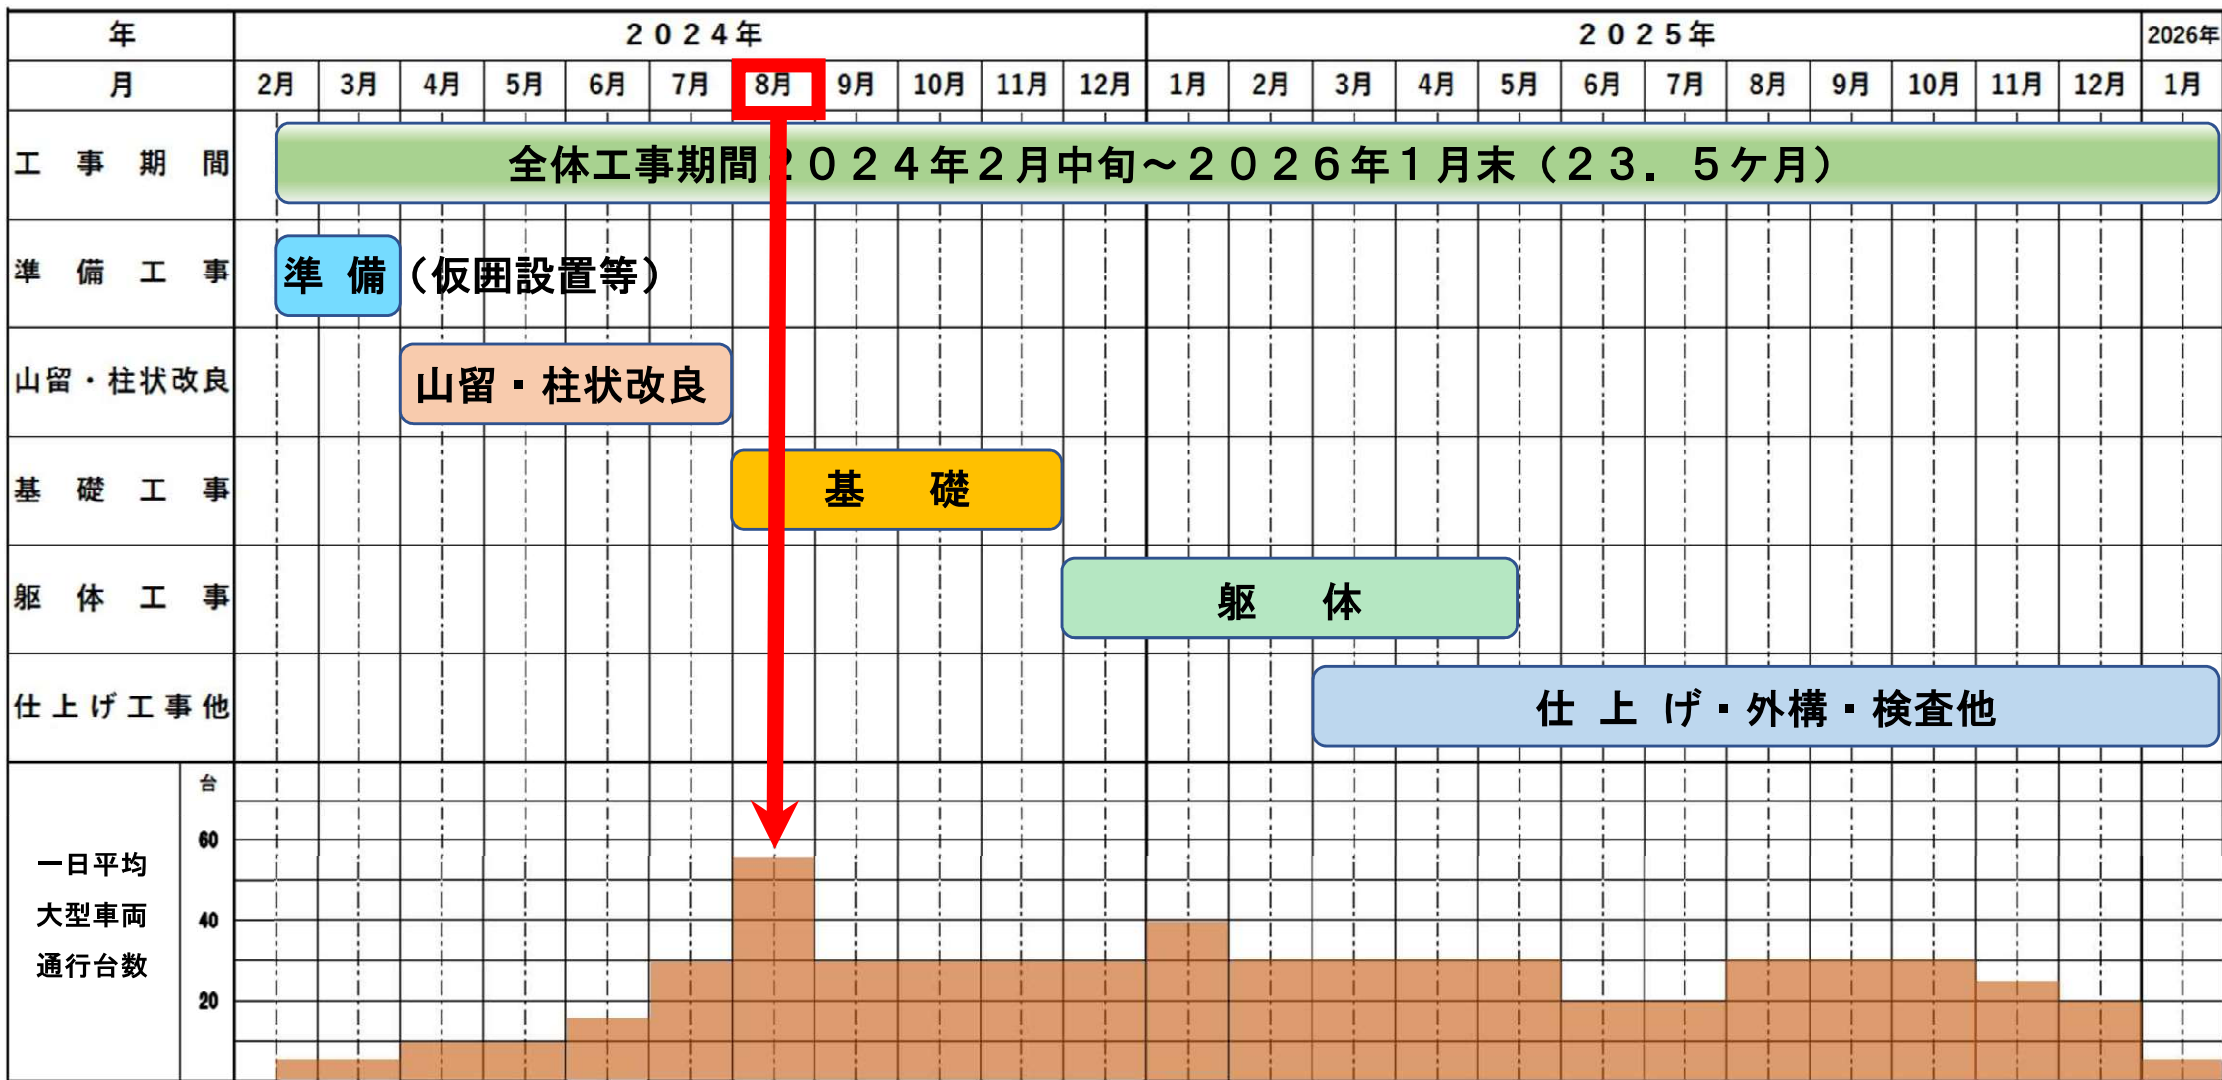 年 ２０２４年 ２０２５年 2026年
月 2月 3月 4月 5月 6月 7月 8月 9月 10月 11月 12月 1月 2月 3月 4月 5月 6月 7月 8月 9月 10月 11月 12月 1月
工事期間 全体工事期間２０２４年２月中旬～２０２６年１月末（２３．５ケ月）
準備工事 準備（仮囲設置等）
山留・柱状改良 山留・柱状改良
基礎工事 基礎
躯体工事 躯体
仕上げ工事他 仕上げ・外構・検査他
台
60
一日平均
大型車両
40
通行台数
20